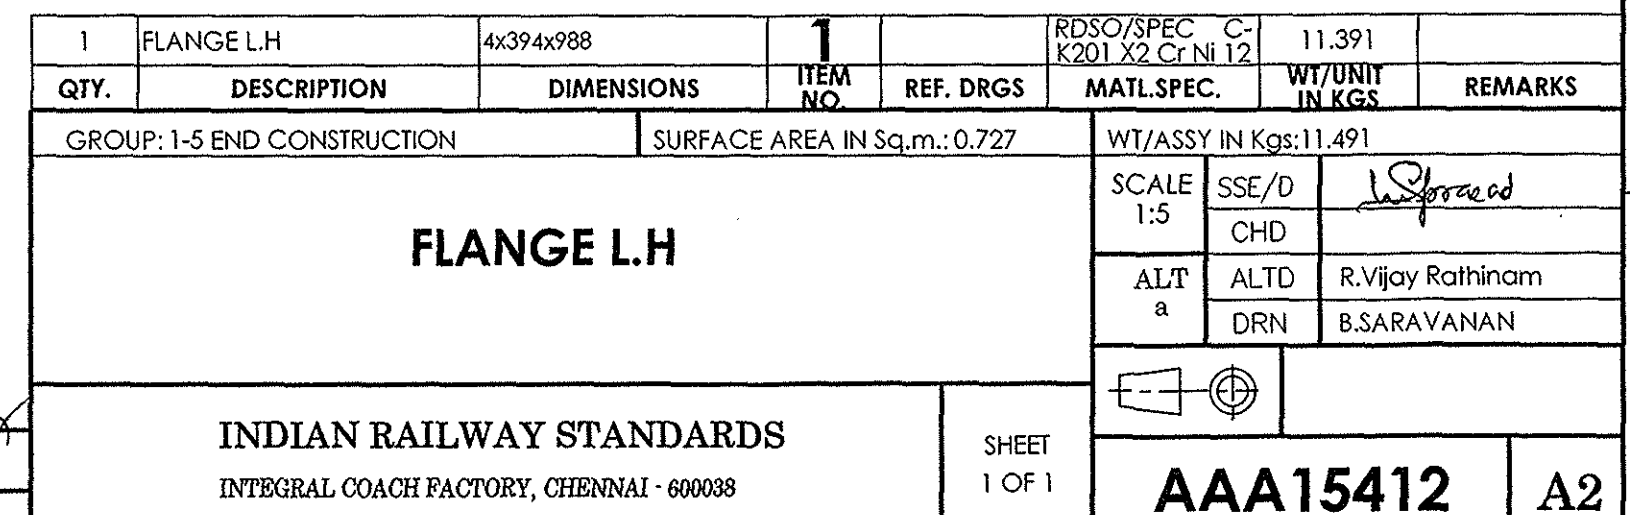 1 FLANGE L.H 4x394x988 1 RDSO/SPEC C-
K201 X2 Cr Ni 12 11.391
QTY. DESCRIPTION DIMENSIONS ITEM NO. REF. DRGS MATL.SPEC. WT/UNIT IN KGS REMARKS
GROUP: 1-5 END CONSTRUCTION SURFACE AREA IN Sq.m.: 0.727 WT/ASSY IN Kgs:11.491
FLANGE L.H
SCALE
1:5
SSE/D
CHD
ALT
a
ALTD R.Vijay Rathinam
DRN B.SARAVANAN
INDIAN RAILWAY STANDARDS
INTEGRAL COACH FACTORY, CHENNAI - 600038
SHEET
1 OF 1
AAA15412 A2